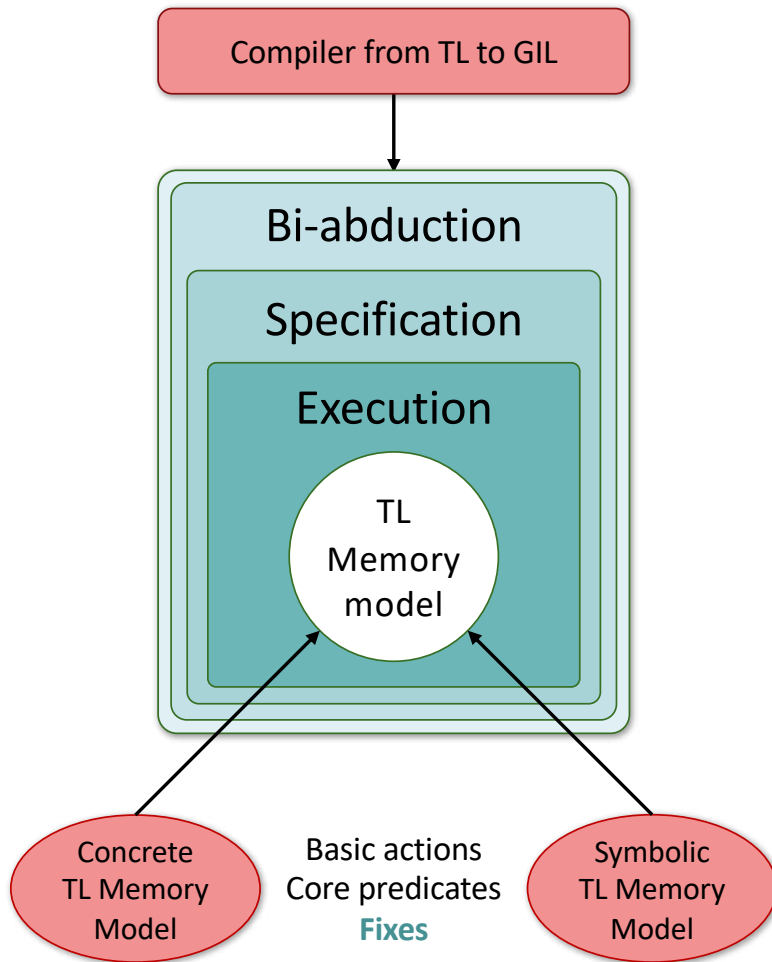 Compiler from TL to GIL
Bi-abduction
Specification
Execution
TL
Memory
model
Concrete
TL Memory
Model
Basic actions
Core predicates
Fixes
Symbolic
TL Memory
Model